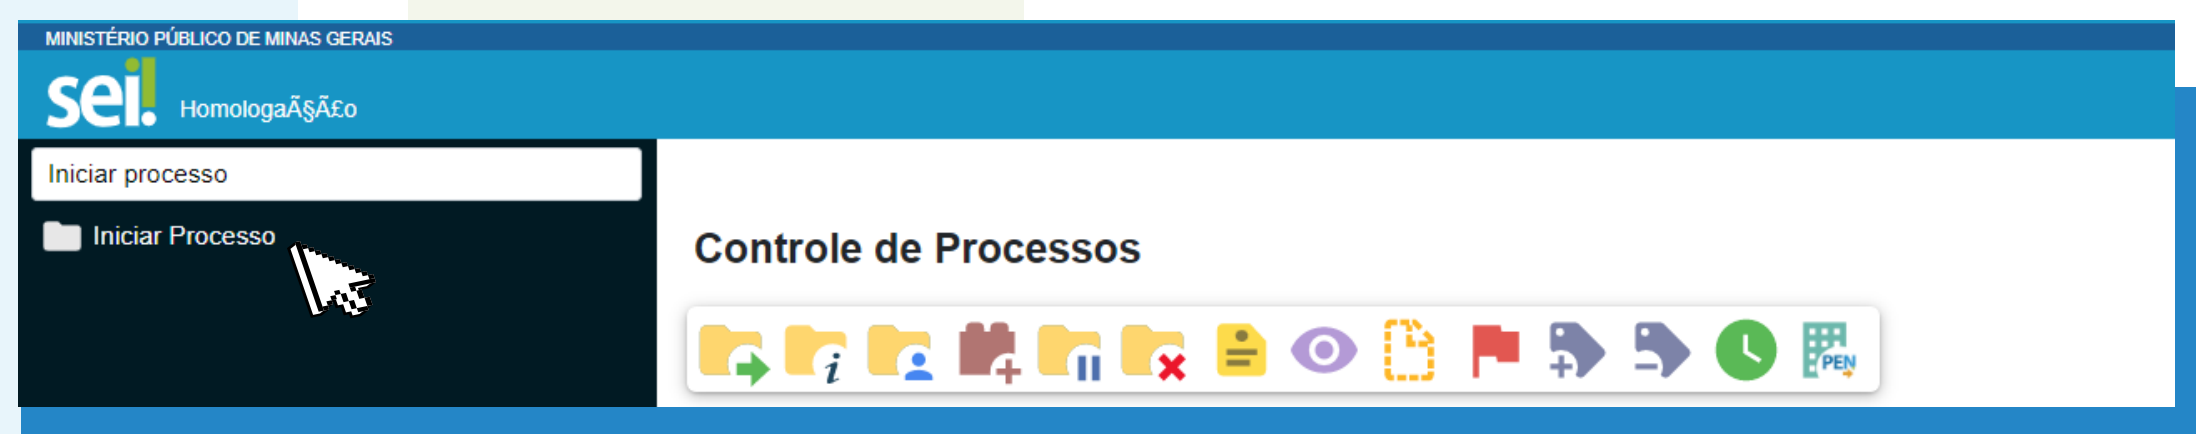 MINISTÉRIO PÚBLICO DE MINAS GERAIS
sei!
HomologaÃ§Ã£o
Iniciar processo
Iniciar Processo
Controle de Processos
PEN